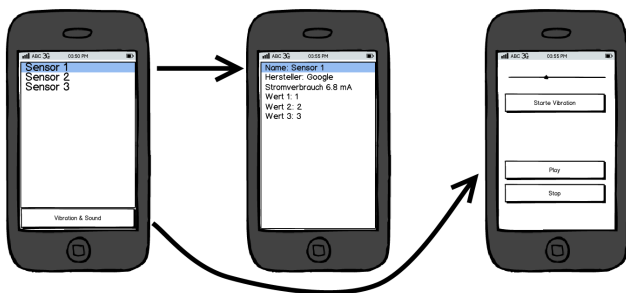 ABC 3G 03:50 PM
Sensor 1
Sensor 2
Sensor 3
Vibration & Sound
ABC 3G 03:55 PM
Name: Sensor 1
Hersteller: Google
Stromverbrauch 6.8 mA
Wert 1: 1
Wert 2: 2
Wert 3: 3
ABC 3G 03:55 PM
Starte Vibration
Play
Stop